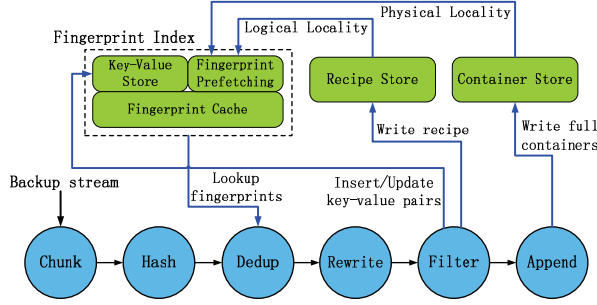 Physical Locality
Fingerprint Index
Logical Locality
Key-Value
Store
Fingerprint
Prefetching
Fingerprint Cache
Recipe Store
Container Store
Write recipe
Write full
containers
Backup stream
Lookup
fingerprints
Insert/Update
key-value pairs
Chunk
Hash
Dedup
Rewrite
Filter
Append